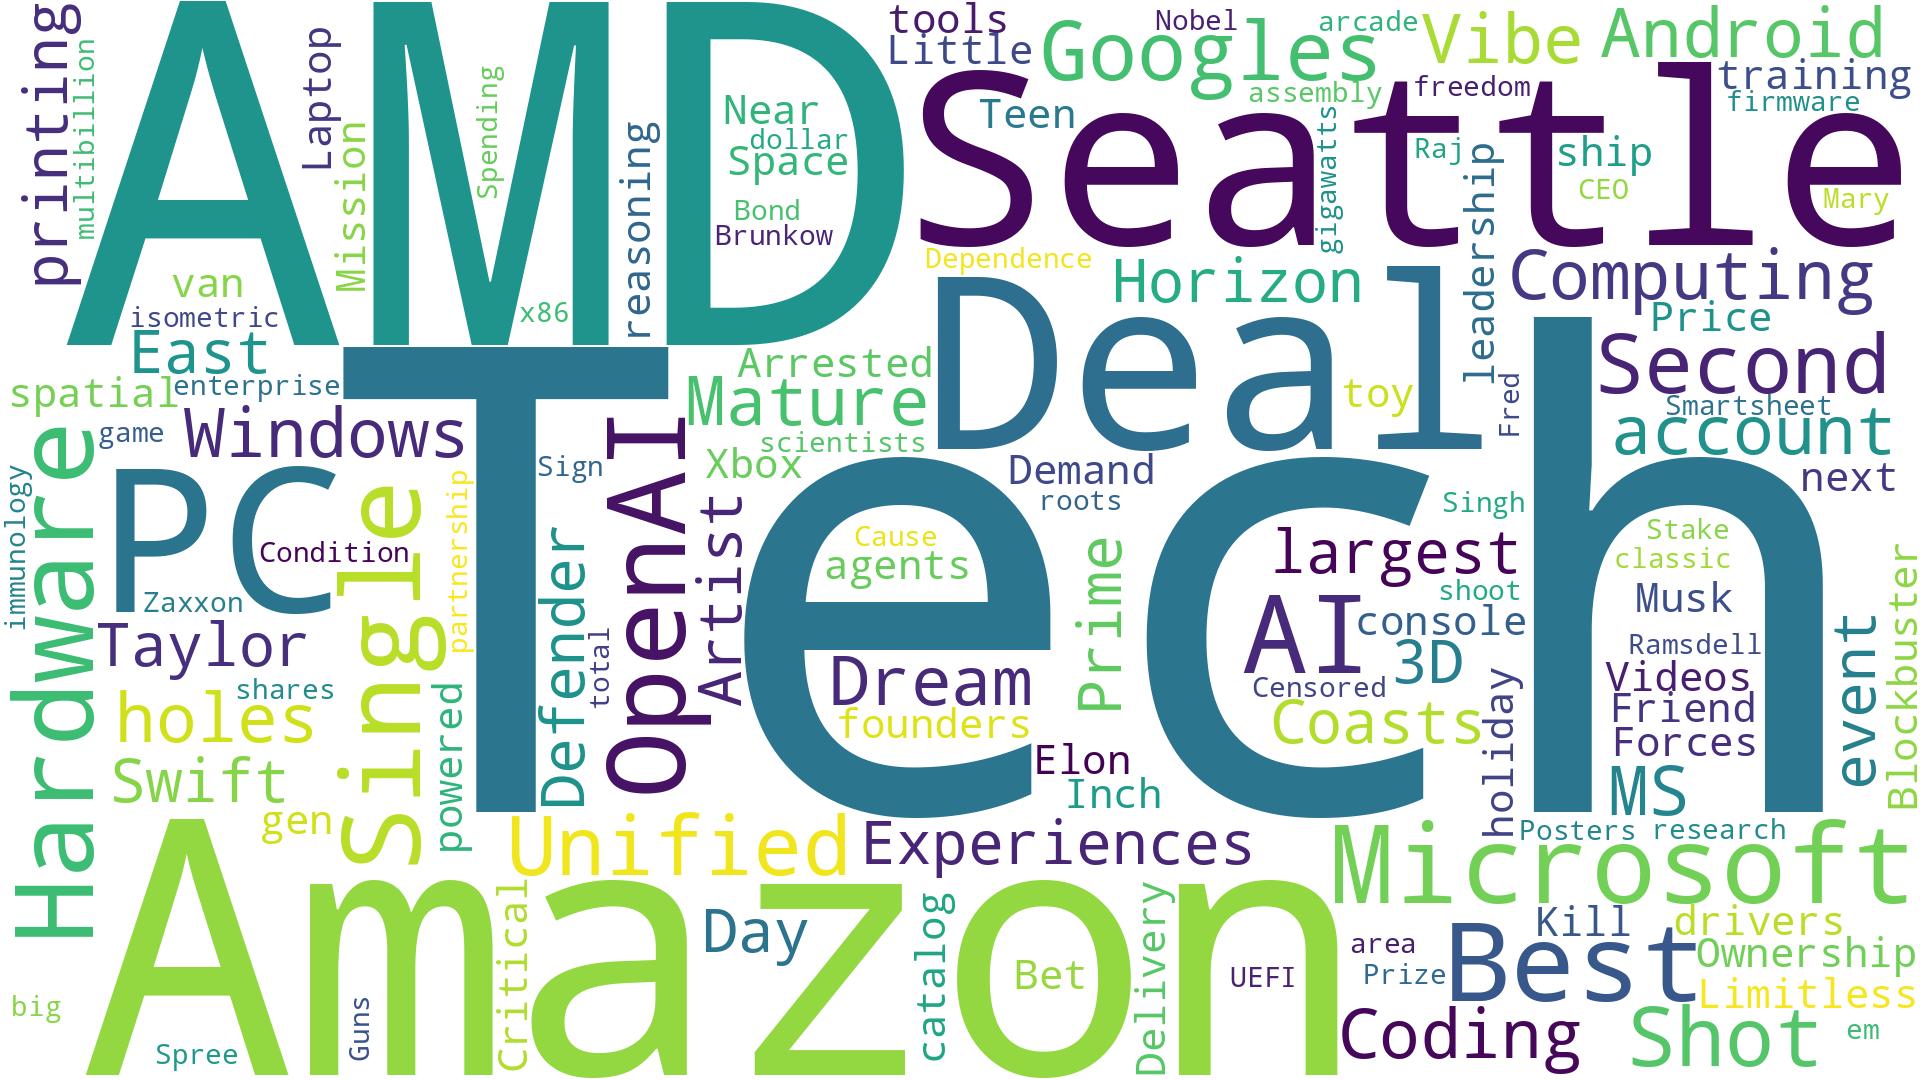 AMD
Seattle
Tech
Deal
Amazon
printing
multibillion
Laptop
Mission
Spending
reasoning
Near
dollar
Space
Bond
Brunkow
x86
van
isometric
East
tools
Little
Nobel
Googles
arcade
Vibe
Android
training
firmware
assembly
freedom
Teen
gigawatts
Raj
leadership
ship
CEO
Mary
Dependence
Horizon
Computing
Price
Second
Smartsheet
account
next
Fred
toy
spatial
enterprise
game
Windows
Hardware
immunology
PC
Condition
Zaxxon
Taylor
shares
holes
Swift
gen
Single
partnership
powered
Sign
Defender
total
OpenAI
Arrested
Mature
scientists
Xbox
Artist
Demand
roots
Cause
agents
Dream
founders
Prime
Elon
Inch
Singh
largest
shoot
AI
console
3D
Censored
Coasts
holiday
Stake
classic
Musk
Ramsdell
Videos
Friend
Forces
MS
event
Blockbuster
Unified
Experiences
Posters
research
Microsoft
Critical
Day
catalog
Bet
Delivery
UEFI
area
Prize
Kill
drivers
Best
Ownership
Limitless
Coding
Shot
em
big
Spree
Guns